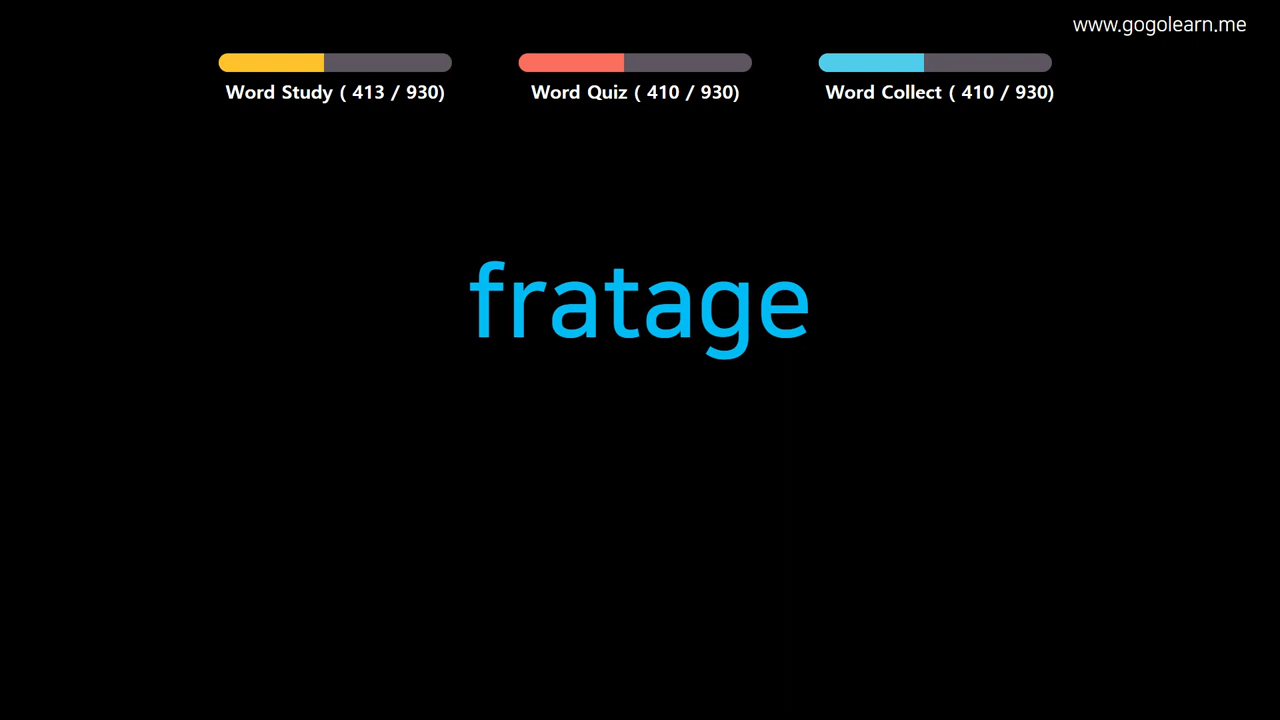 www.gogolearn.me
Word Study ( 413 / 930)
Word Quiz ( 410 / 930)
Word Collect ( 410 / 930)
fratage